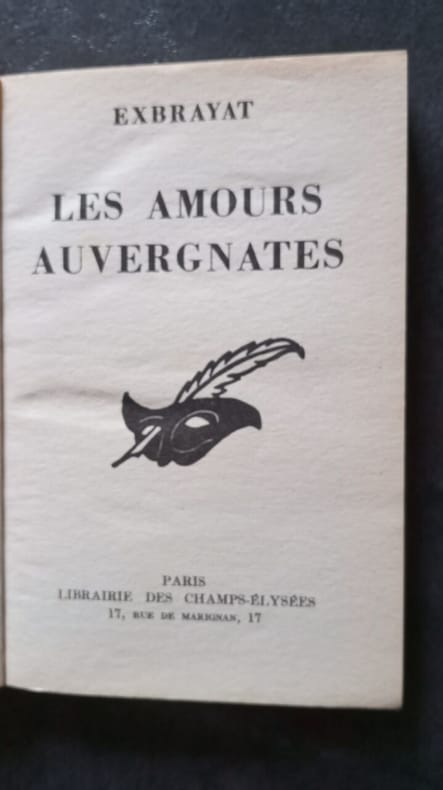 EXBRAYAT
LES AMOURS
AUVERGNATES
PARIS
LIBRAIRIE DES CHAMPS-ÉLYSÉES
17, RUE DE MARIGNAN, 17